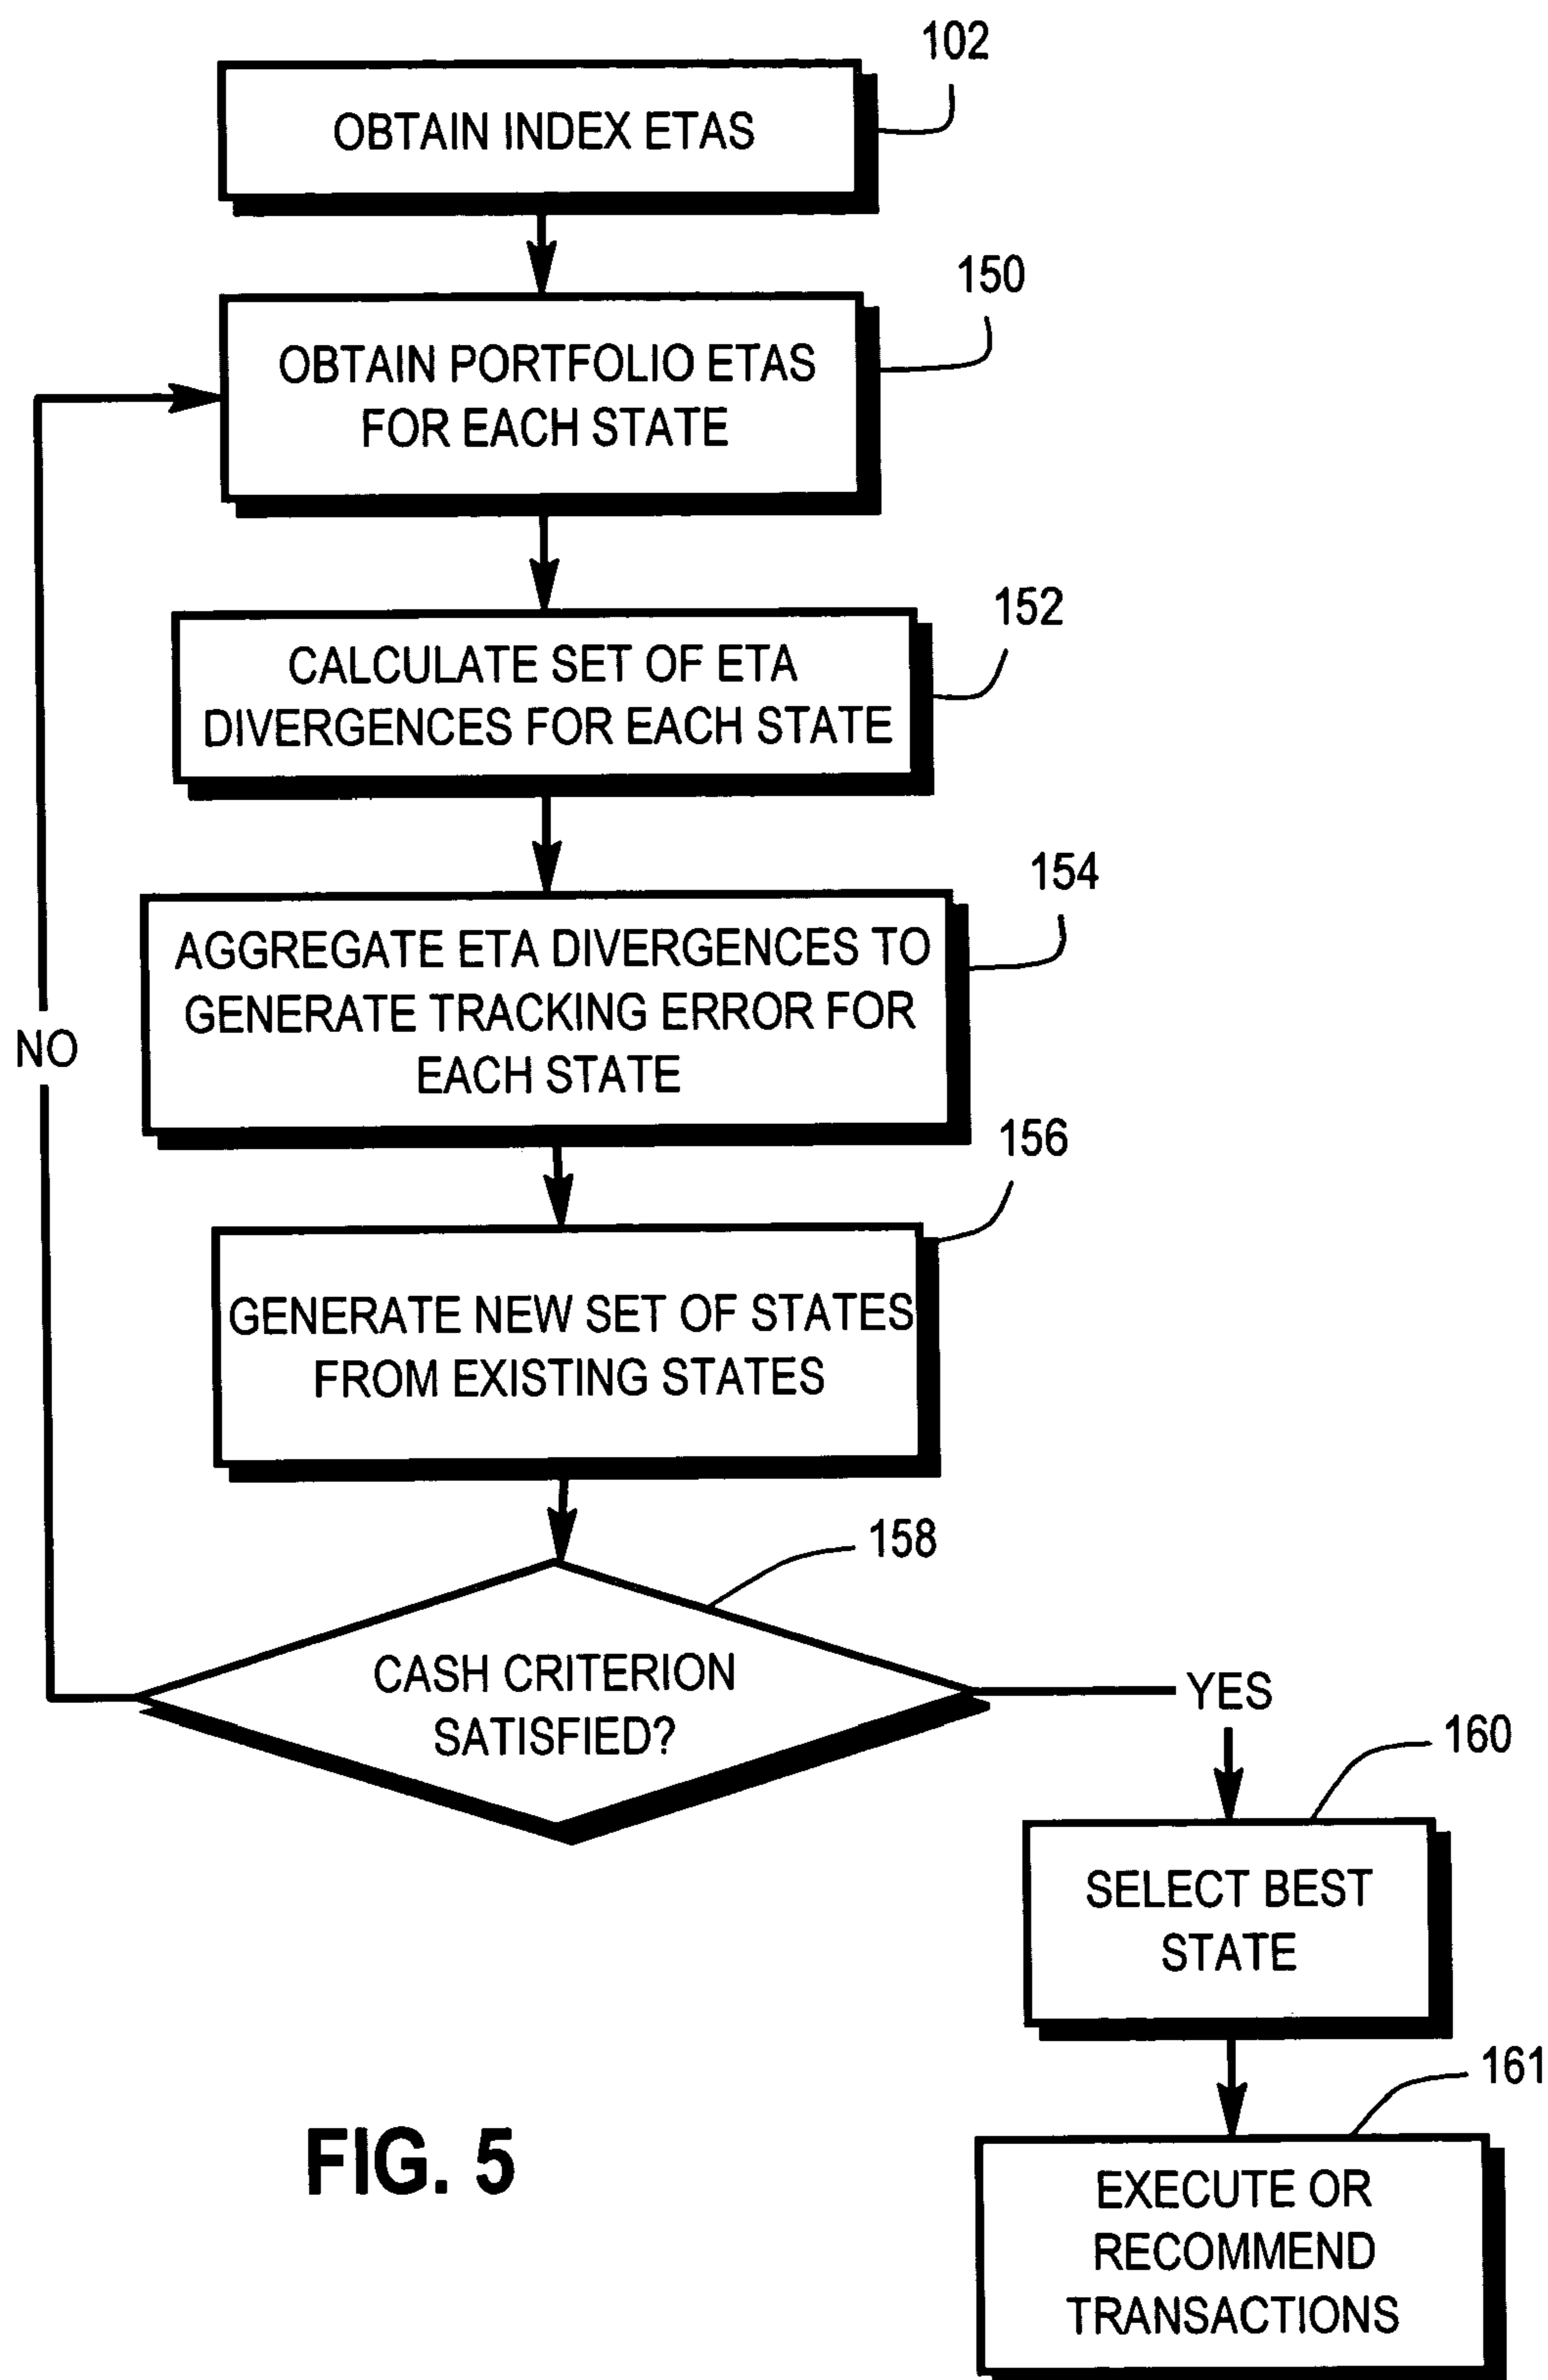 102
OBTAIN INDEX ETAS
150
OBTAIN PORTFOLIO ETAS
FOR EACH STATE
152
CALCULATE SET OF ETA
DIVERGENCES FOR EACH STATE
154
AGGREGATE ETA DIVERGENCES TO
GENERATE TRACKING ERROR FOR
EACH STATE
NO
156
GENERATE NEW SET OF STATES
FROM EXISTING STATES
158
CASH CRITERION
SATISFIED?
YES
160
SELECT BEST
STATE
161
EXECUTE OR
RECOMMEND
TRANSACTIONS
FIG. 5